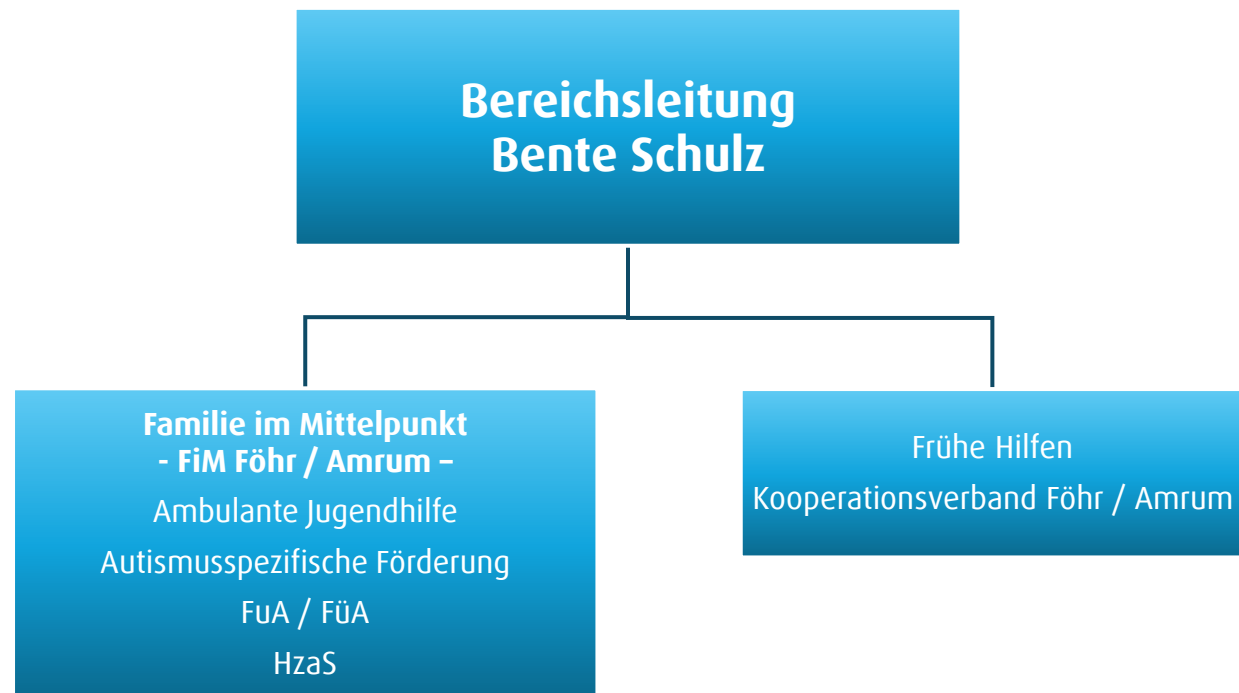 Bereichsleitung
Bente Schulz
Familie im Mittelpunkt
- FiM Föhr / Amrum –
Ambulante Jugendhilfe
Autismusspezifische Förderung
FuA / FüA
HzaS
Frühe Hilfen
Kooperationsverband Föhr / Amrum